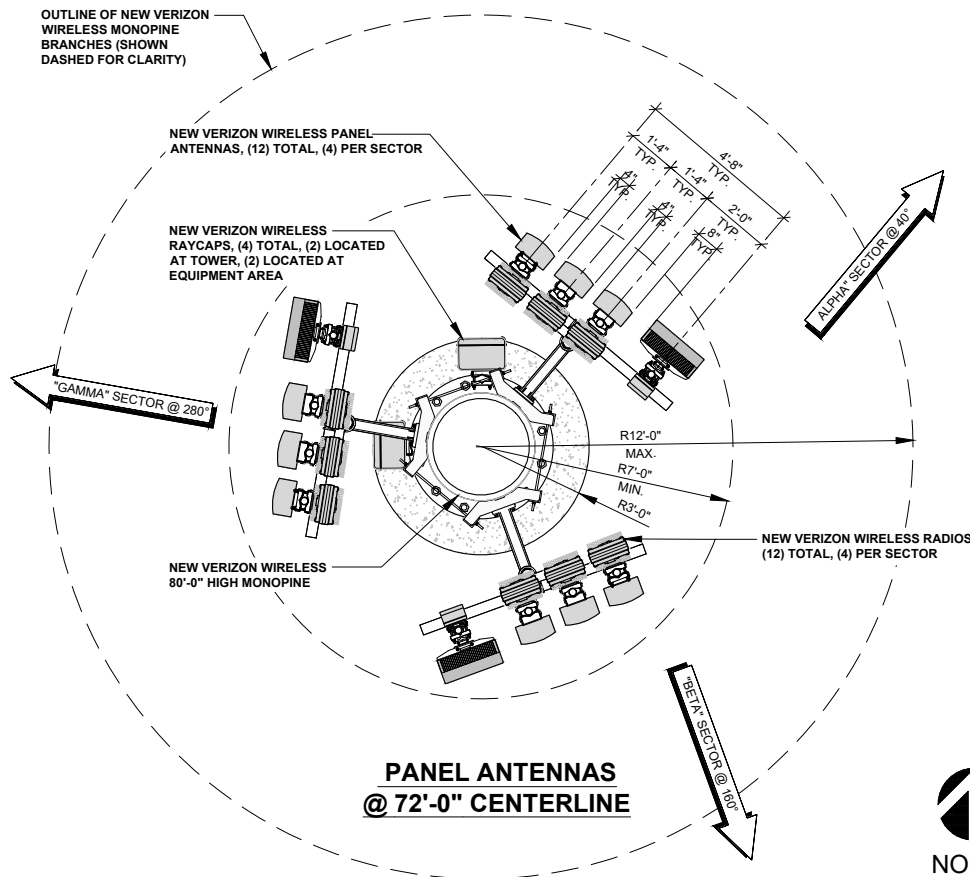 OUTLINE OF NEW VERIZON
WIRELESS MONOPINE
BRANCHES (SHOWN
DASHED FOR CLARITY)
NEW VERIZON WIRELESS PANEL
ANTENNAS, (12) TOTAL, (4) PER SECTOR
NEW VERIZON WIRELESS
RAYCAPS, (4) TOTAL, (2) LOCATED
AT TOWER, (2) LOCATED AT
EQUIPMENT AREA
4'-8"
TYP.
1'-4"
TYP.
1'-4"
TYP.
2'-0"
TYP.
4"
TYP.
4"
TYP.
8"
TYP.
ALPHA" SECTOR @ 40°
"GAMMA" SECTOR @ 280°
R12'-0"
MAX.
R7'-0"
MIN.
R3'-0"
NEW VERIZON WIRELESS RADIOS
(12) TOTAL, (4) PER SECTOR
NEW VERIZON WIRELESS
80'-0" HIGH MONOPINE
"BETA" SECTOR @ 160°
PANEL ANTENNAS
@ 72'-0" CENTERLINE
NO